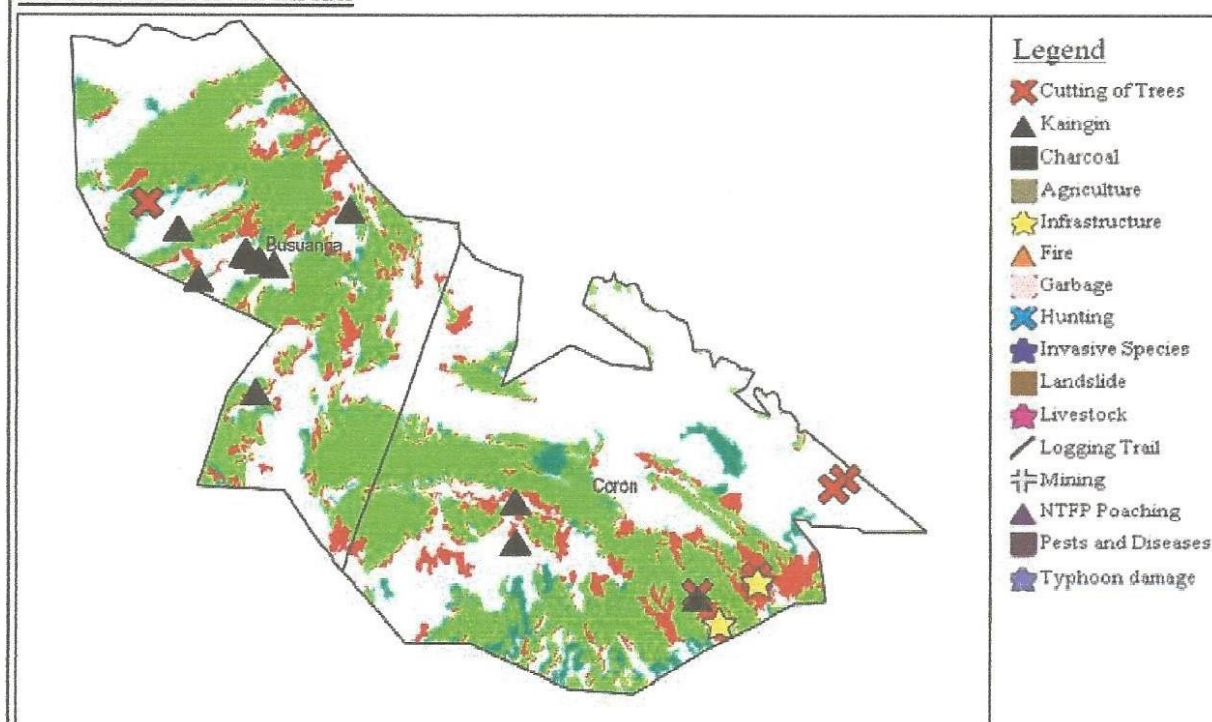 Busuanga
Coron
Legend
Cutting of Trees
Kaingin
Charcoal
Agriculture
Infrastructure
Fire
Garbage
Hunting
Invasive Species
Landslide
Livestock
Logging Trail
Mining
NTFP Poaching
Pests and Diseases
Typhoon damage